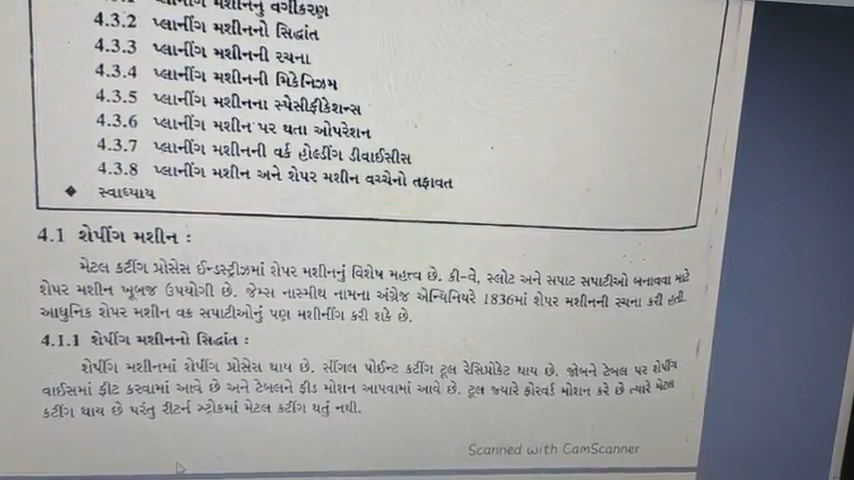 પ્લાનીંગ મશીનનું વર્ગીકરણ
4.3.2 પ્લાનીંગ મશીનનો સિદ્ધાંત
4.3.3 પ્લાનીંગ મશીનની રચના
4.3.4 પ્લાનીંગ મશીનની મિકેનિઝમ
4.3.5 પ્લાનીંગ મશીનના સ્પેસીફીકેશન્સ
4.3.6 પ્લાનીંગ મશીન પર થતા ઓપરેશન
4.3.7 પ્લાનીંગ મશીનની વર્ક હોલ્ડીંગ ડીવાઈસીસ
4.3.8 પ્લાનીંગ મશીન અને શેપર મશીન વચ્ચેનો તફાવત
◆ સ્વાધ્યાય
4.1 શેપીંગ મશીન :
મેટલ કટીંગ પ્રોસેસ ઈન્ડસ્ટ્રીઝમાં શેપર મશીનનું વિશેષ મહત્વ છે. કી-વે, સ્લોટ અને સપાટ સપાટીઓ બનાવવા માટે
શેપર મશીન ખૂબજ ઉપયોગી છે. જેમ્સ નાસ્મીથ નામના અંગ્રેજ એન્જિનિયરે 1836માં શેપર મશીનની રચના કરી હતી.
આધુનિક શેપર મશીન વક્ર સપાટીઓનું પણ મશીનીંગ કરી શકે છે.
4.1.1 શેપીંગ મશીનનો સિદ્ધાંત :
શેપીંગ મશીનમાં શેપીંગ પ્રોસેસ થાય છે. સીંગલ પોઈન્ટ કટીંગ ટૂલ રેસિપ્રોકેટ થાય છે. જોબને ટેબલ પર શેપીંગ
વાઈસમાં ફીટ કરવામાં આવે છે અને ટેબલને ફીડ મોશન આપવામાં આવે છે. ટૂલ જ્યારે ફોરવર્ડ મોશન કરે છે ત્યારે મેટલ
કટીંગ થાય છે પરંતુ રીટર્ન સ્ટ્રોકમાં મેટલ કટીંગ થતું નથી.
Scanned with CamScanner